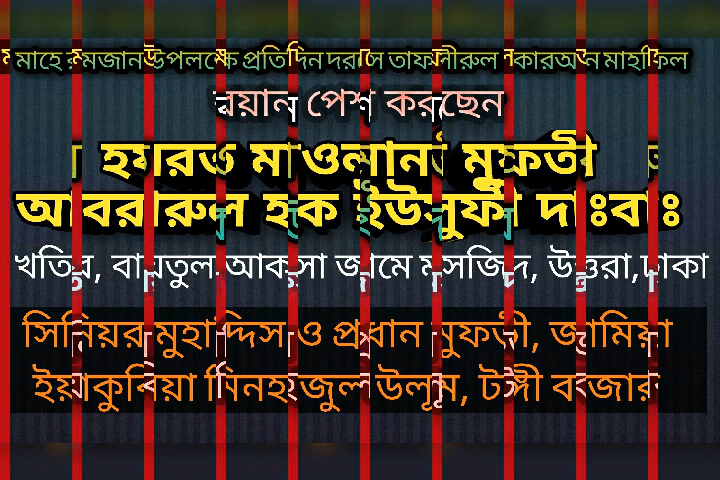 মাহে রমজান উপলক্ষে প্রতিদিন দরসে তাফসীরুল কোরআন মাহফিল
বয়ান পেশ করছেন
হযরত মাওলানা মুফতী
আবরারুল হক ইউসুফী দাঃবাঃ
খতিব, বায়তুল আকসা জামে মসজিদ, উত্তরা,ঢাকা
সিনিয়র মুহাদ্দিস ও প্রধান মুফতী, জামিয়া
ইয়াকুবিয়া মিনহাজুল উলূম, টঙ্গী বাজার